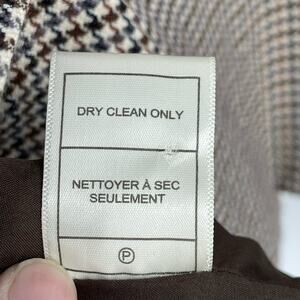 DRY CLEAN ONLY
NETTOYER À SEC
SEULEMENT
P